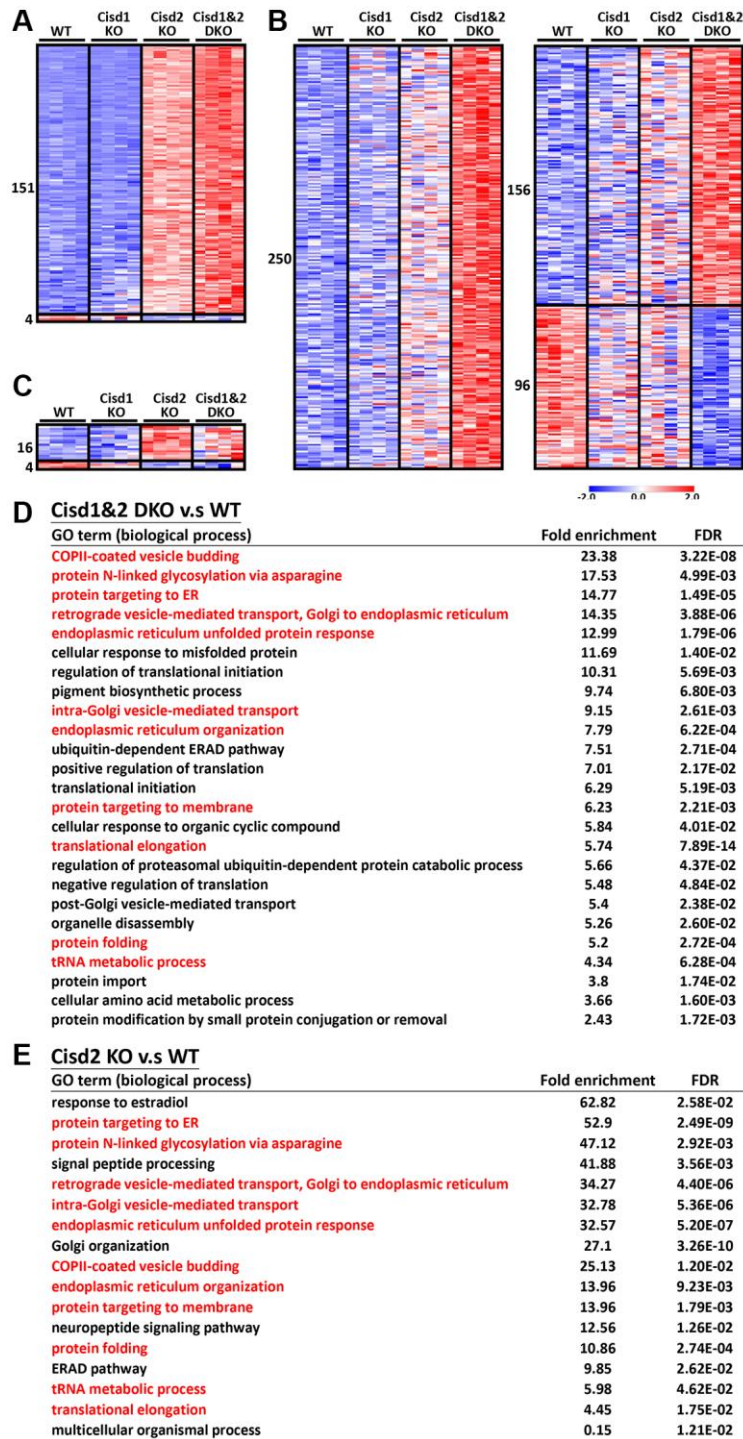 A
WT
Cisd1 KO
Cisd2 KO
Cisd1&2 DKO
151
4
B
WT
Cisd1 KO
Cisd2 KO
Cisd1&2 DKO
250
WT
Cisd1 KO
Cisd2 KO
Cisd1&2 DKO
156
96
-2.0 0.0 2.0
C
WT
Cisd1 KO
Cisd2 KO
Cisd1&2 DKO
16
4
D Cisd1&2 DKO v.s WT
GO term (biological process) Fold enrichment FDR
COPII-coated vesicle budding 23.38 3.22E-08
protein N-linked glycosylation via asparagine 17.53 4.99E-03
protein targeting to ER 14.77 1.49E-05
retrograde vesicle-mediated transport, Golgi to endoplasmic reticulum 14.35 3.88E-06
endoplasmic reticulum unfolded protein response 12.99 1.79E-06
cellular response to misfolded protein 11.69 1.40E-02
regulation of translational initiation 10.31 5.69E-03
pigment biosynthetic process 9.74 6.80E-03
intra-Golgi vesicle-mediated transport 9.15 2.61E-03
endoplasmic reticulum organization 7.79 6.22E-04
ubiquitin-dependent ERAD pathway 7.51 2.71E-04
positive regulation of translation 7.01 2.17E-02
translational initiation 6.29 5.19E-03
protein targeting to membrane 6.23 2.21E-03
cellular response to organic cyclic compound 5.84 4.01E-02
translational elongation 5.74 7.89E-14
regulation of proteasomal ubiquitin-dependent protein catabolic process 5.66 4.37E-02
negative regulation of translation 5.48 4.84E-02
post-Golgi vesicle-mediated transport 5.4 2.38E-02
organelle disassembly 5.26 2.60E-02
protein folding 5.2 2.72E-04
tRNA metabolic process 4.34 6.28E-04
protein import 3.8 1.74E-02
cellular amino acid metabolic process 3.66 1.60E-03
protein modification by small protein conjugation or removal 2.43 1.72E-03
E Cisd2 KO v.s WT
GO term (biological process) Fold enrichment FDR
response to estradiol 62.82 2.58E-02
protein targeting to ER 52.9 2.49E-09
protein N-linked glycosylation via asparagine 47.12 2.92E-03
signal peptide processing 41.88 3.56E-03
retrograde vesicle-mediated transport, Golgi to endoplasmic reticulum 34.27 4.40E-06
intra-Golgi vesicle-mediated transport 32.78 5.36E-06
endoplasmic reticulum unfolded protein response 32.57 5.20E-07
Golgi organization 27.1 3.26E-10
COPII-coated vesicle budding 25.13 1.20E-02
endoplasmic reticulum organization 13.96 9.23E-03
protein targeting to membrane 13.96 1.79E-03
neuropeptide signaling pathway 12.56 1.26E-02
protein folding 10.86 2.74E-04
ERAD pathway 9.85 2.62E-02
tRNA metabolic process 5.98 4.62E-02
translational elongation 4.45 1.75E-02
multicellular organismal process 0.15 1.21E-02